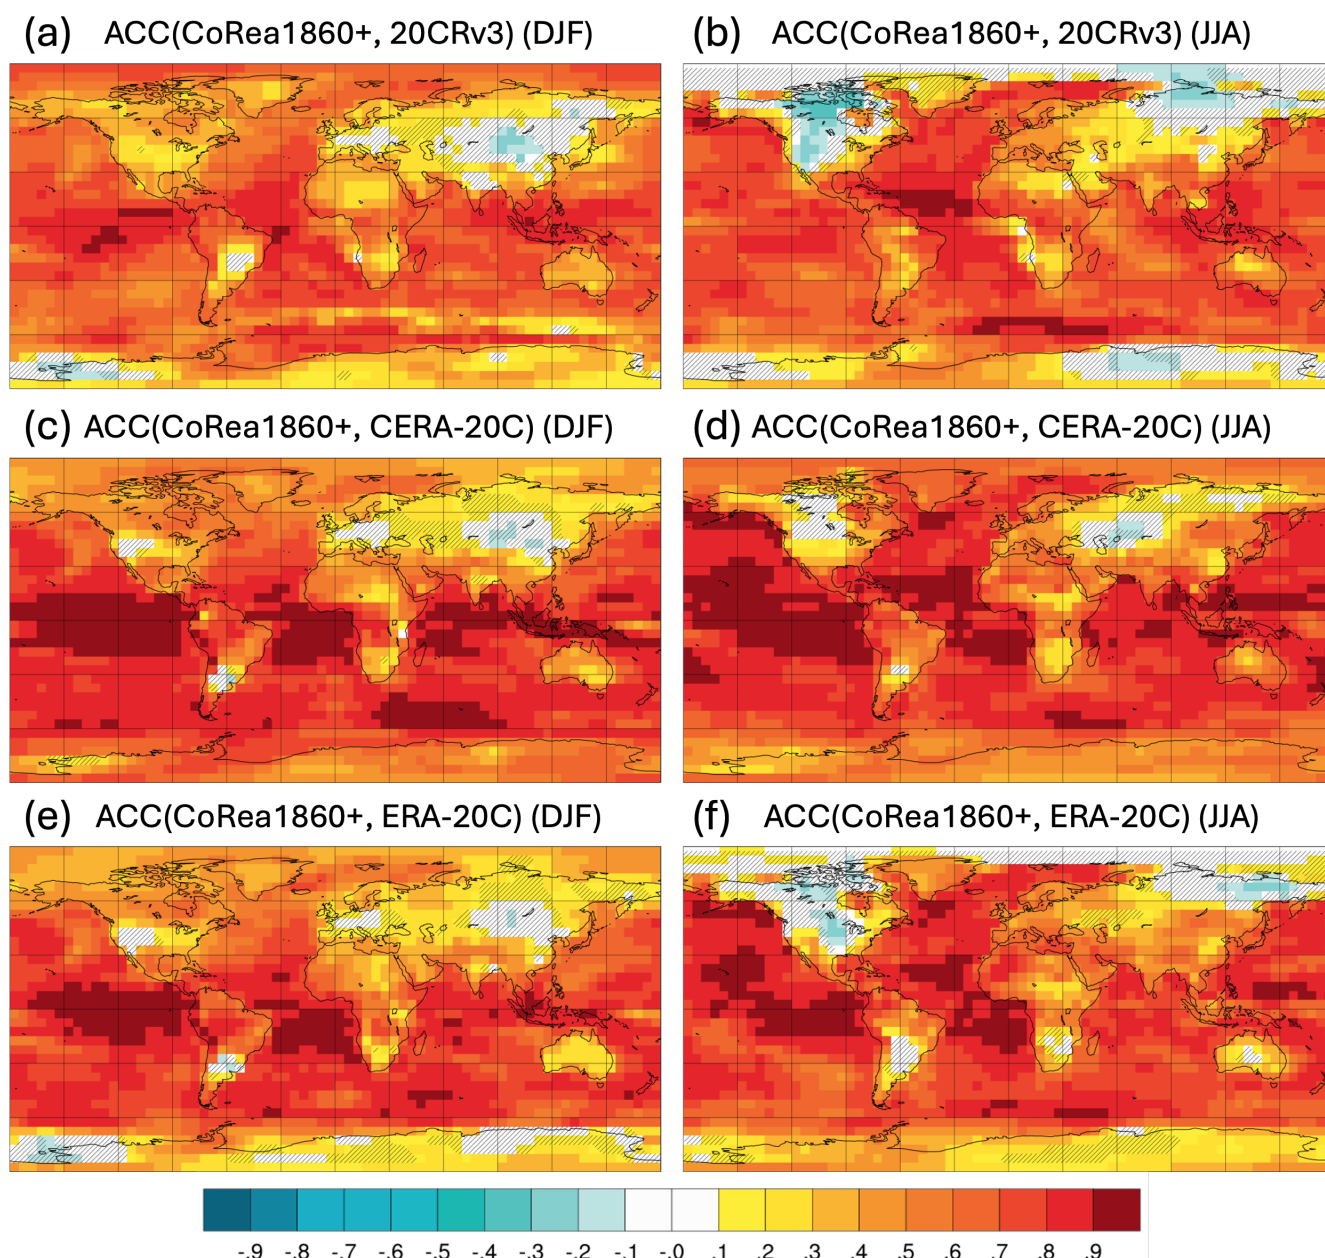 (a) ACC(CoRea1860+, 20CRv3) (DJF)
(b) ACC(CoRea1860+, 20CRv3) (JJA)
(c) ACC(CoRea1860+, CERA-20C) (DJF)
(d) ACC(CoRea1860+, CERA-20C) (JJA)
(e) ACC(CoRea1860+, ERA-20C) (DJF)
(f) ACC(CoRea1860+, ERA-20C) (JJA)
-.9 -.8 -.7 -.6 -.5 -.4 -.3 -.2 -.1 -.0 .1 .2 .3 .4 .5 .6 .7 .8 .9